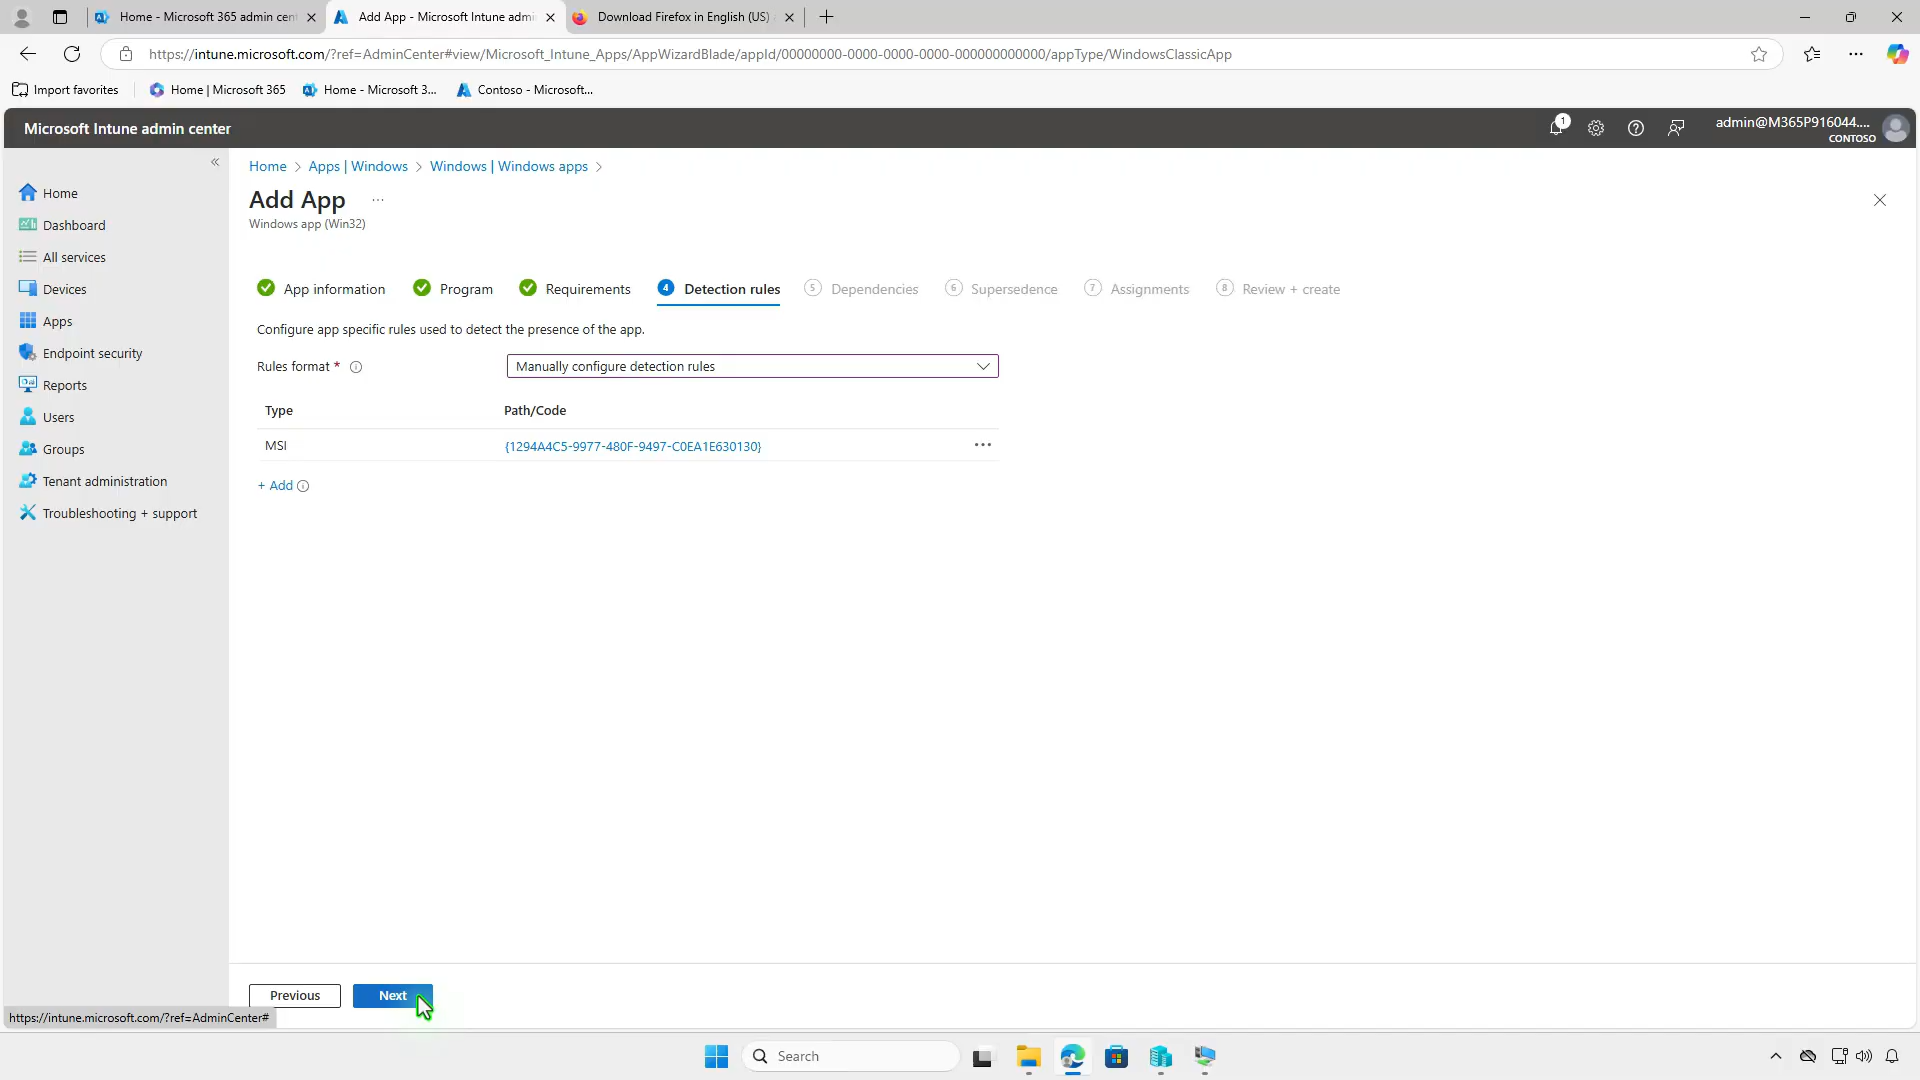 Home - Microsoft 365 admin cent
Add App - Microsoft Intune admi
Download Firefox in English (US)
https://intune.microsoft.com/?ref=AdminCenter#view/Microsoft_Intune_Apps/AppWizardBlade/appId/00000000-0000-0000-0000-000000000000/appType/WindowsClassicApp
Import favorites
Home | Microsoft 365
Home - Microsoft 3...
Contoso - Microsoft...
Microsoft Intune admin center
1
admin@M365P916044....
CONTOSO
Home
Dashboard
All services
Devices
Apps
Endpoint security
Reports
Users
Groups
Tenant administration
Troubleshooting + support
Home > Apps | Windows > Windows | Windows apps >
Add App ...
Windows app (Win32)
App information
Program
Requirements
4 Detection rules
5 Dependencies
6 Supersedence
7 Assignments
8 Review + create
Configure app specific rules used to detect the presence of the app.
Rules format *
Manually configure detection rules
Type Path/Code
MSI {1294A4C5-9977-480F-9497-C0EA1E630130} ...
+ Add
Previous
Next
https://intune.microsoft.com/?ref=AdminCenter#
Search